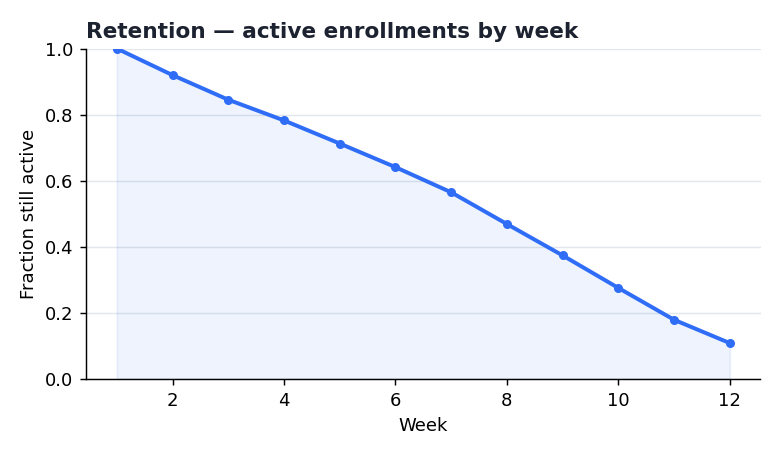 Retention — active enrollments by week
1.0
0.8
0.6
0.4
0.2
0.0
Fraction still active
2 4 6 8 10 12
Week